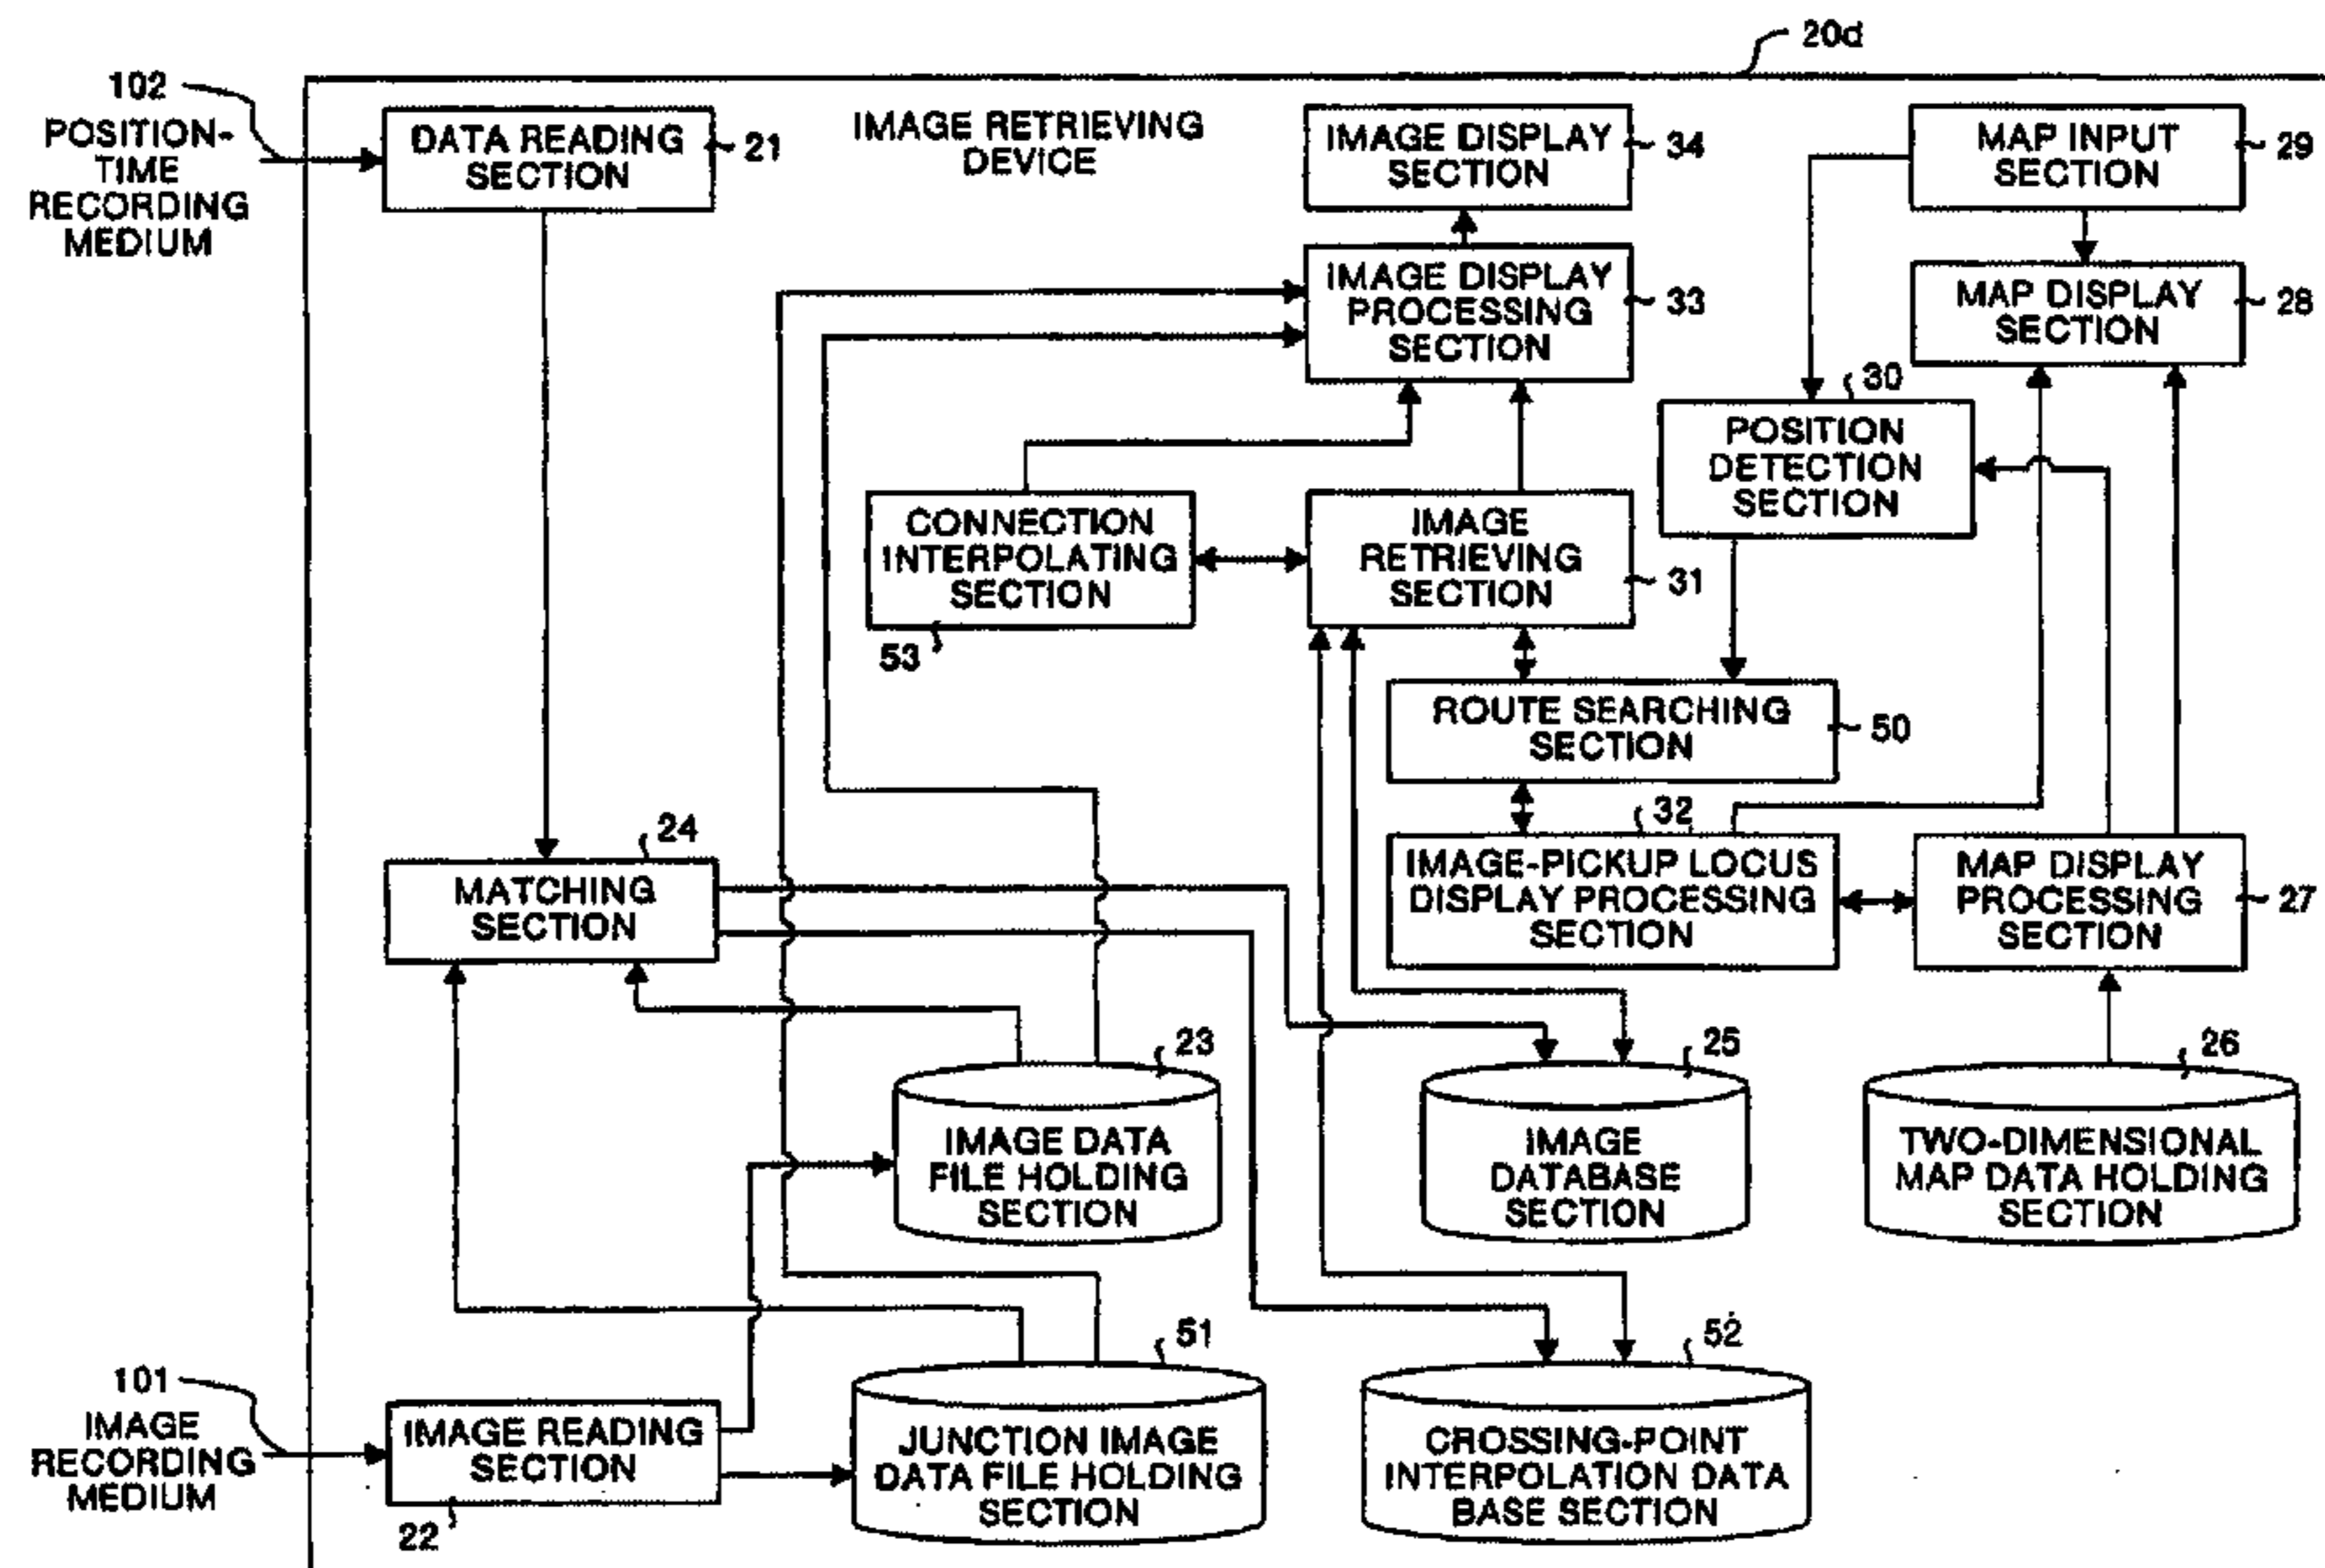 20d
102
POSITION-
TIME
RECORDING
MEDIUM
DATA READING
SECTION
21
IMAGE RETRIEVING
DEVICE
IMAGE DISPLAY
SECTION
34
MAP INPUT
SECTION
29
IMAGE DISPLAY
PROCESSING
SECTION
33
MAP DISPLAY
SECTION
28
30
POSITION
DETECTION
SECTION
CONNECTION
INTERPOLATING
SECTION
53
IMAGE
RETRIEVING
SECTION
31
ROUTE SEARCHING
SECTION
50
24
MATCHING
SECTION
32
IMAGE-PICKUP LOCUS
DISPLAY PROCESSING
SECTION
MAP DISPLAY
PROCESSING
SECTION
27
23
IMAGE DATA
FILE HOLDING
SECTION
25
IMAGE
DATABASE
SECTION
26
TWO-DIMENSIONAL
MAP DATA HOLDING
SECTION
101
IMAGE
RECORDING
MEDIUM
IMAGE READING
SECTION
22
51
JUNCTION IMAGE
DATA FILE HOLDING
SECTION
52
CROSSING-POINT
INTERPOLATION DATA
BASE SECTION